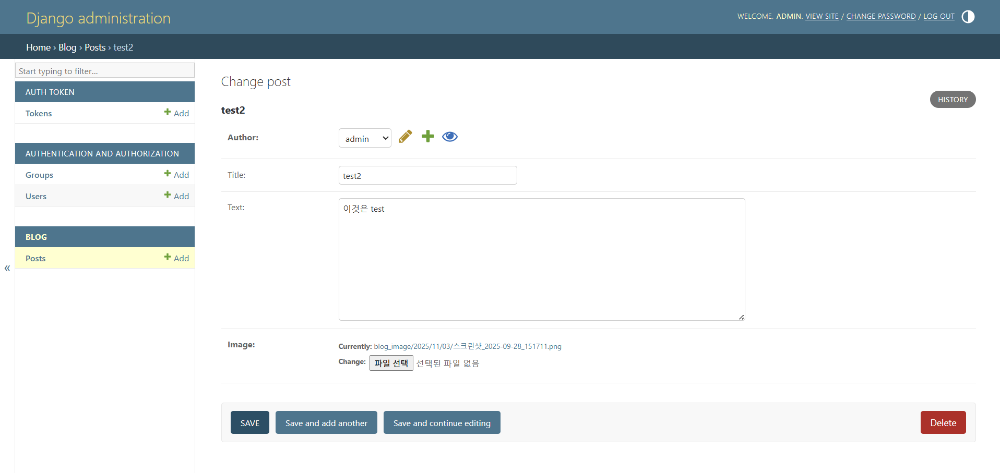 Django administration
WELCOME, ADMIN. VIEW SITE / CHANGE PASSWORD / LOG OUT
Home › Blog › Posts › test2
Start typing to filter...
AUTH TOKEN
Tokens Add
AUTHENTICATION AND AUTHORIZATION
Groups Add
Users Add
BLOG
Posts Add
«
Change post
HISTORY
test2
Author: admin
Title: test2
Text: 이것은 test
Image: Currently: blog_image/2025/11/03/스크린샷_2025-09-28_151711.png
Change: 파일 선택 선택된 파일 없음
SAVE Save and add another Save and continue editing Delete